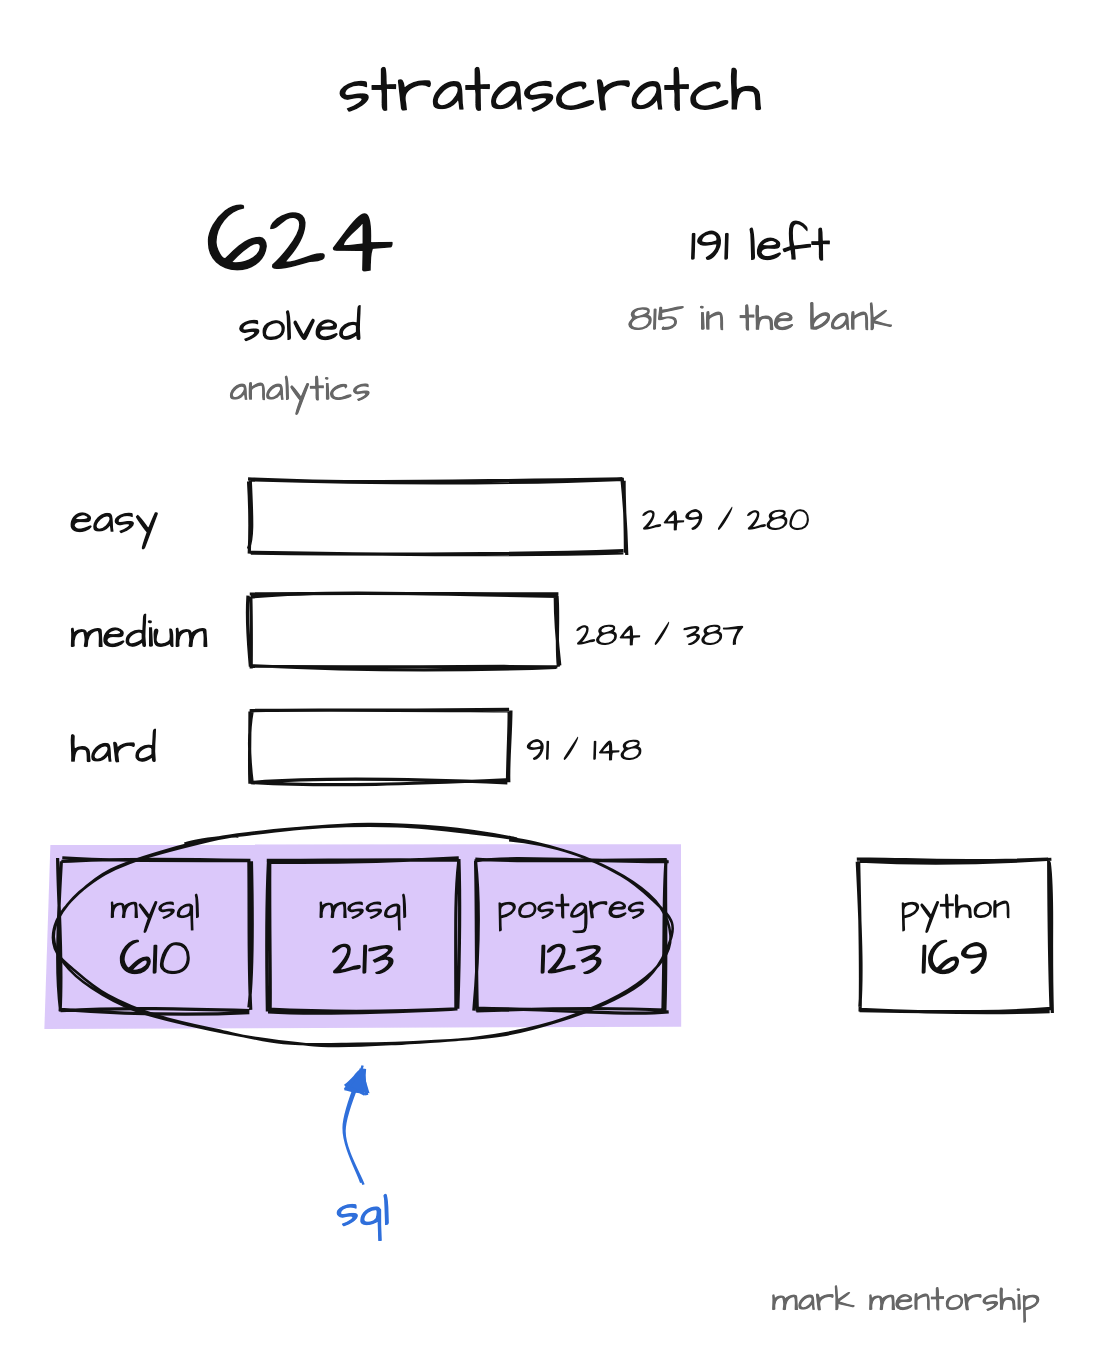 stratascratch
624
solved
analytics
191 left
815 in the bank
easy
249 / 280
medium
284 / 387
hard
91 / 148
mysql
610
mssql
213
postgres
123
python
169
sql
mark mentorship